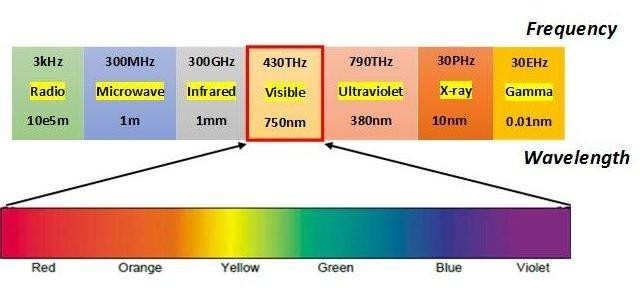 Frequency
3kHz 300MHz 300GHz 430THz 790THz 30PHz 30EHz
Radio Microwave Infrared Visible Ultraviolet X-ray Gamma
10e5m 1m 1mm 750nm 380nm 10nm 0.01nm
Wavelength
Red Orange Yellow Green Blue Violet